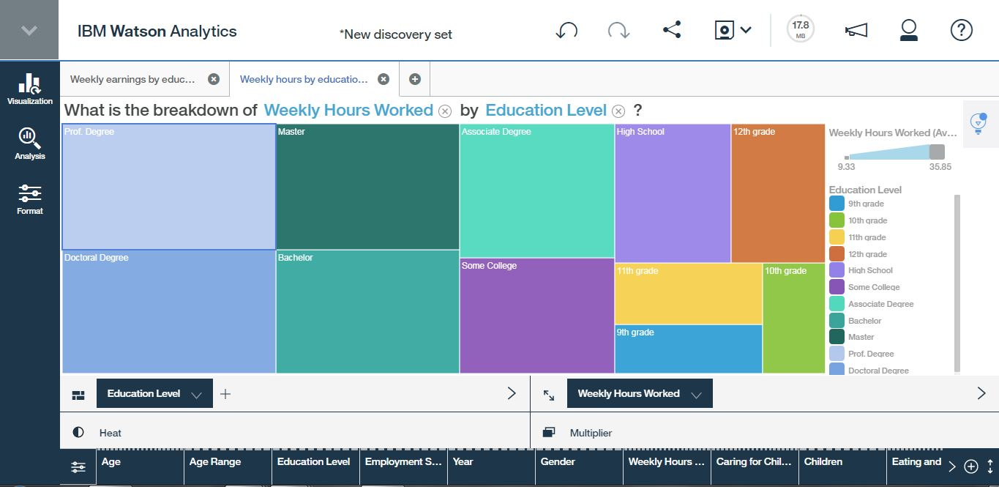 IBM Watson Analytics
*New discovery set
17.8
MB
?
Visualization
Analysis
Format
Weekly earnings by educ...
Weekly hours by educatio...
What is the breakdown of Weekly Hours Worked by Education Level ?
Prof. Degree
Master
Associate Degree
High School
12th grade
Doctoral Degree
Bachelor
Some College
11th grade
10th grade
9th grade
Weekly Hours Worked (Av...
9.33
35.85
Education Level
9th grade
10th grade
11th grade
12th grade
High School
Some College
Associate Degree
Bachelor
Master
Prof. Degree
Doctoral Degree
Education Level
Weekly Hours Worked
Heat
Multiplier
Age
Age Range
Education Level
Employment S...
Year
Gender
Weekly Hours ...
Caring for Chil...
Children
Eating and